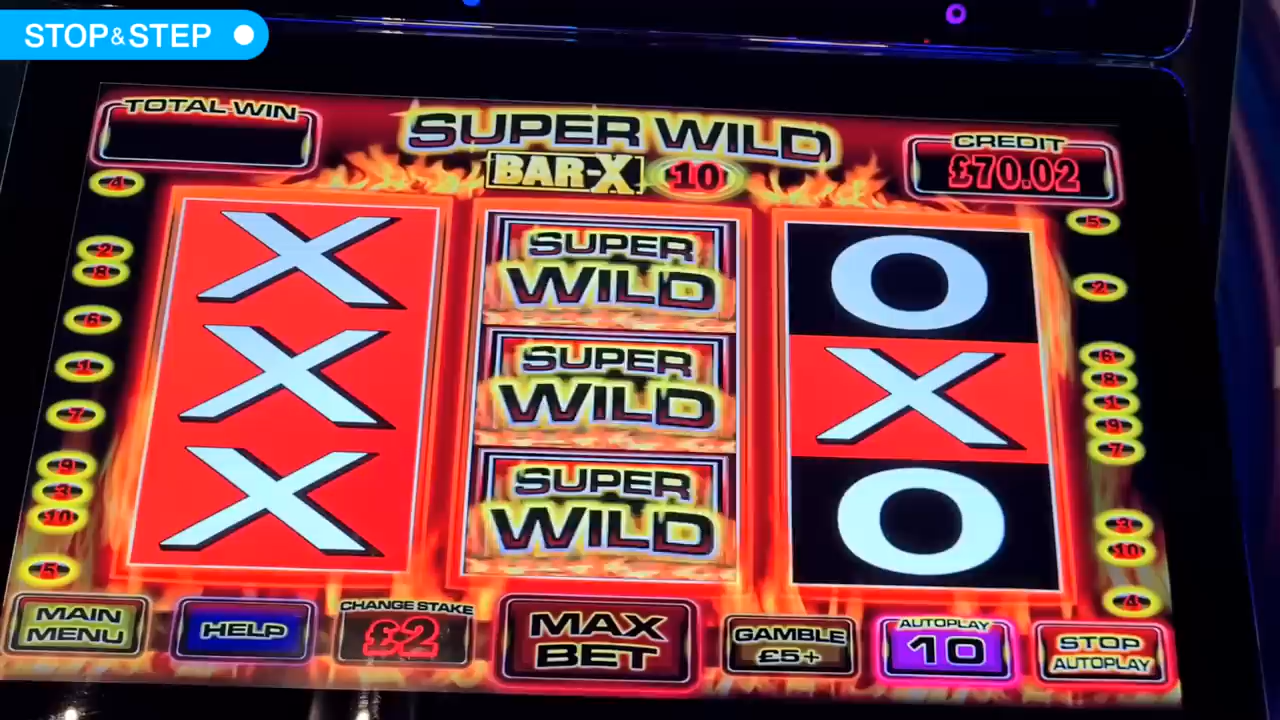 STOP&STEP
TOTAL WIN
SUPER WILD
BAR-X 10
CREDIT
£70.02
4
2
8
6
1
7
9
3
10
5
X
X
X
SUPER
WILD
SUPER
WILD
SUPER
WILD
O
X
O
5
2
6
8
1
9
7
3
10
4
MAIN
MENU
HELP
CHANGE STAKE
£2
MAX
BET
GAMBLE
£5+
AUTOPLAY
10
STOP
AUTOPLAY